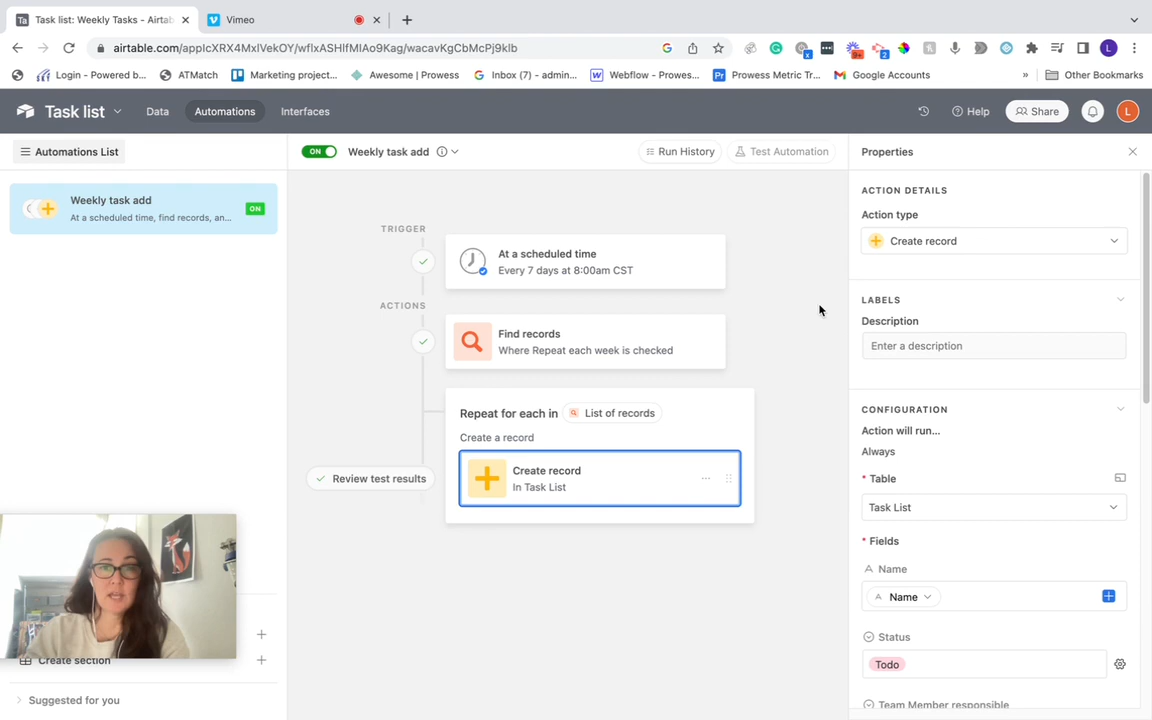 Task list: Weekly Tasks - Airtab
Vimeo
airtable.com/appIcXRX4MxlVekOY/wflxASHlfMIAo9Kag/wacavKgCbMcPj9klb
Login - Powered b...
ATMatch
Marketing project...
Awesome | Prowess
Inbox (7) - admin...
Webflow - Prowes...
Prowess Metric Tr...
Google Accounts
»
Other Bookmarks
Task list
Data
Automations
Interfaces
Help
Share
L
Automations List
ON
Weekly task add
Run History
Test Automation
Properties
Weekly task add
At a scheduled time, find records, an...
ON
TRIGGER
At a scheduled time
Every 7 days at 8:00am CST
ACTIONS
Find records
Where Repeat each week is checked
Repeat for each in List of records
Create a record
Create record
In Task List
Review test results
ACTION DETAILS
Action type
Create record
LABELS
Description
Enter a description
CONFIGURATION
Action will run...
Always
* Table
Task List
* Fields
Name
Name
Status
Todo
Team Member responsible
Create section
Suggested for you